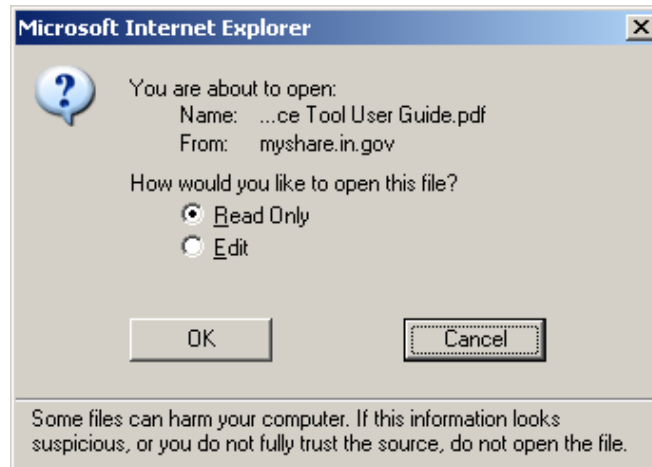 Microsoft Internet Explorer
You are about to open:
Name: ...ce Tool User Guide.pdf
From: myshare.in.gov
How would you like to open this file?
Read Only
Edit
OK Cancel
Some files can harm your computer. If this information looks
suspicious, or you do not fully trust the source, do not open the file.